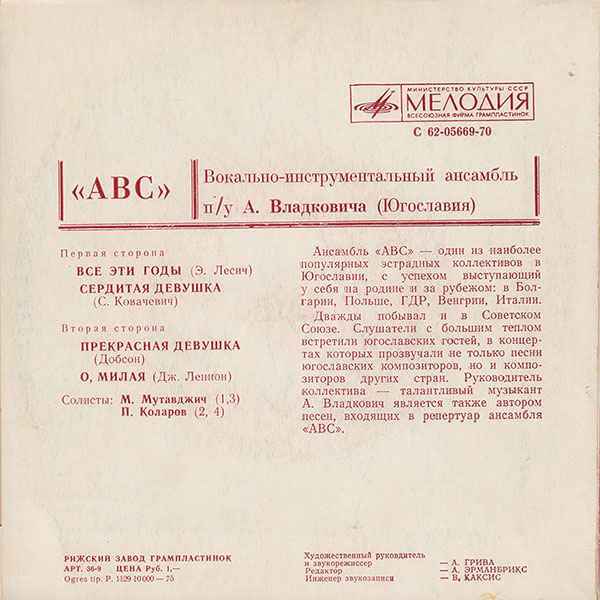 МИНИСТЕРСТВО КУЛЬТУРЫ СССР
МЕЛОДИЯ
ВСЕСОЮЗНАЯ ФИРМА ГРАМПЛАСТИНОК
С 62-05669-70
«АВС»
Вокально-инструментальный ансамбль
п/у А. Владковича (Югославия)
Первая сторона
ВСЕ ЭТИ ГОДЫ (Э. Лесич)
СЕРДИТАЯ ДЕВУШКА
(С. Ковачевич)
Вторая сторона
ПРЕКРАСНАЯ ДЕВУШКА
(Добсон)
О, МИЛАЯ (Дж. Леннон)
Солисты: М. Мутавджич (1,3)
П. Коларов (2, 4)
Ансамбль «АВС» — один из наиболее
популярных эстрадных коллективов в
Югославии, с успехом выступающий
у себя на родине и за рубежом: в Бол-
гарии, Польше, ГДР, Венгрии, Италии.
Дважды побывал и в Советском
Союзе. Слушатели с большим теплом
встретили югославских гостей, в концер-
тах которых прозвучали не только песни
югославских композиторов, но и компо-
зиторов других стран. Руководитель
коллектива — талантливый музыкант
А. Владкович является также автором
песен, входящих в репертуар ансамбля
«АВС».
РИЖСКИЙ ЗАВОД ГРАМПЛАСТИНОК
АРТ. 36-9 ЦЕНА Руб. 1,—
Ogres tip. P. 1129 10 000 — 75
Художественный руководитель
и звукорежиссер — А. ГРИВА
Редактор — А. ЭРМАНБРИКС
Инженер звукозаписи — В. КАКСИС